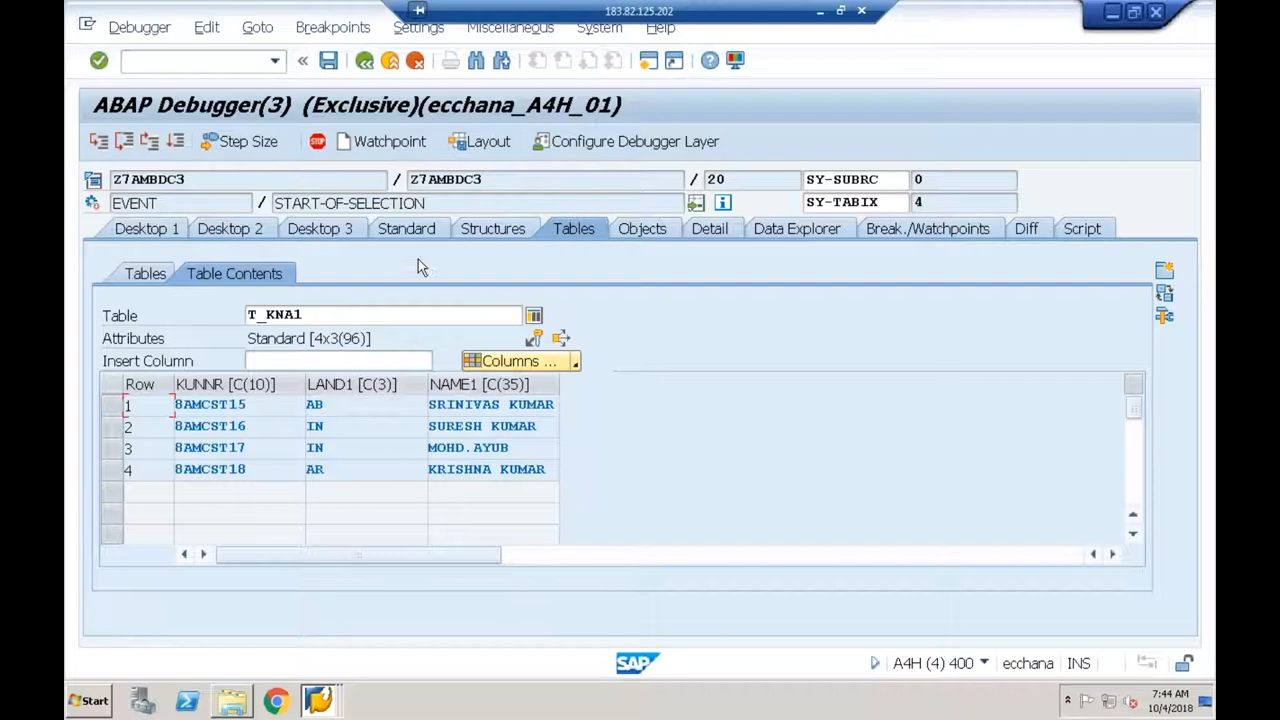 183.82.125.202
Debugger Edit Goto Breakpoints Settings Miscellaneous System Help
ABAP Debugger(3) (Exclusive)(ecchana_A4H_01)
Step Size STOP Watchpoint Layout Configure Debugger Layer
Z7AMBDC3 / Z7AMBDC3 / 20 SY-SUBRC 0
EVENT / START-OF-SELECTION SY-TABIX 4
Desktop 1 Desktop 2 Desktop 3 Standard Structures Tables Objects Detail Data Explorer Break./Watchpoints Diff Script
Tables Table Contents
Table T_KNA1
Attributes Standard [4x3(96)]
Insert Column Columns ...
Row KUNNR [C(10)] LAND1 [C(3)] NAME1 [C(35)]
1 8AMCST15 AB SRINIVAS KUMAR
2 8AMCST16 IN SURESH KUMAR
3 8AMCST17 IN MOHD.AYUB
4 8AMCST18 AR KRISHNA KUMAR
SAP A4H (4) 400 ecchana INS
Start 7:44 AM
10/4/2018